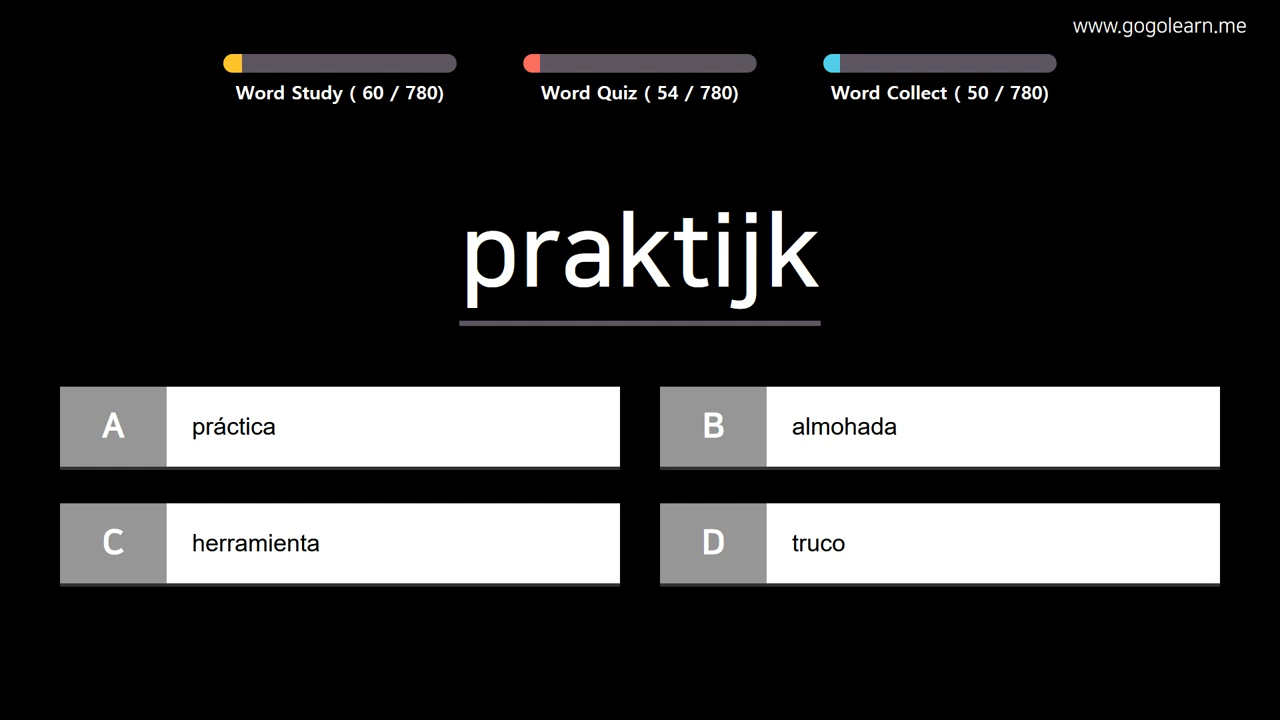 www.gogolearn.me
Word Study ( 60 / 780)
Word Quiz ( 54 / 780)
Word Collect ( 50 / 780)
praktijk
A práctica
B almohada
C herramienta
D truco